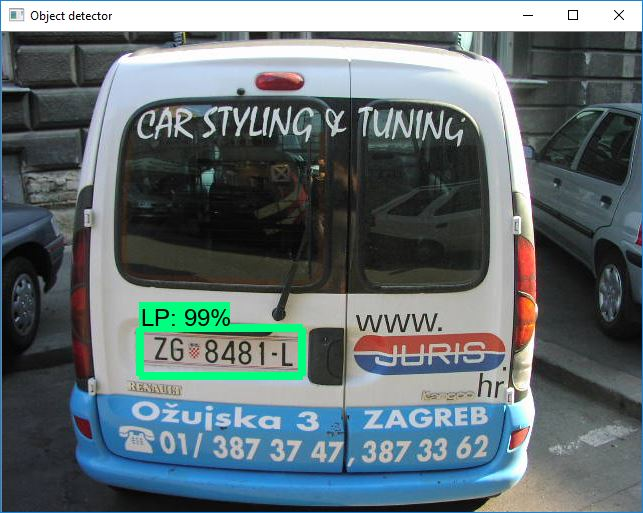 Object detector
CAR STYLING & TUNING
LP: 99%
ZG 8481-L
www.
JURIS
.hr
RENAULT
Kangoo
Ožujska 3 ZAGREB
01/ 387 37 47, 387 33 62